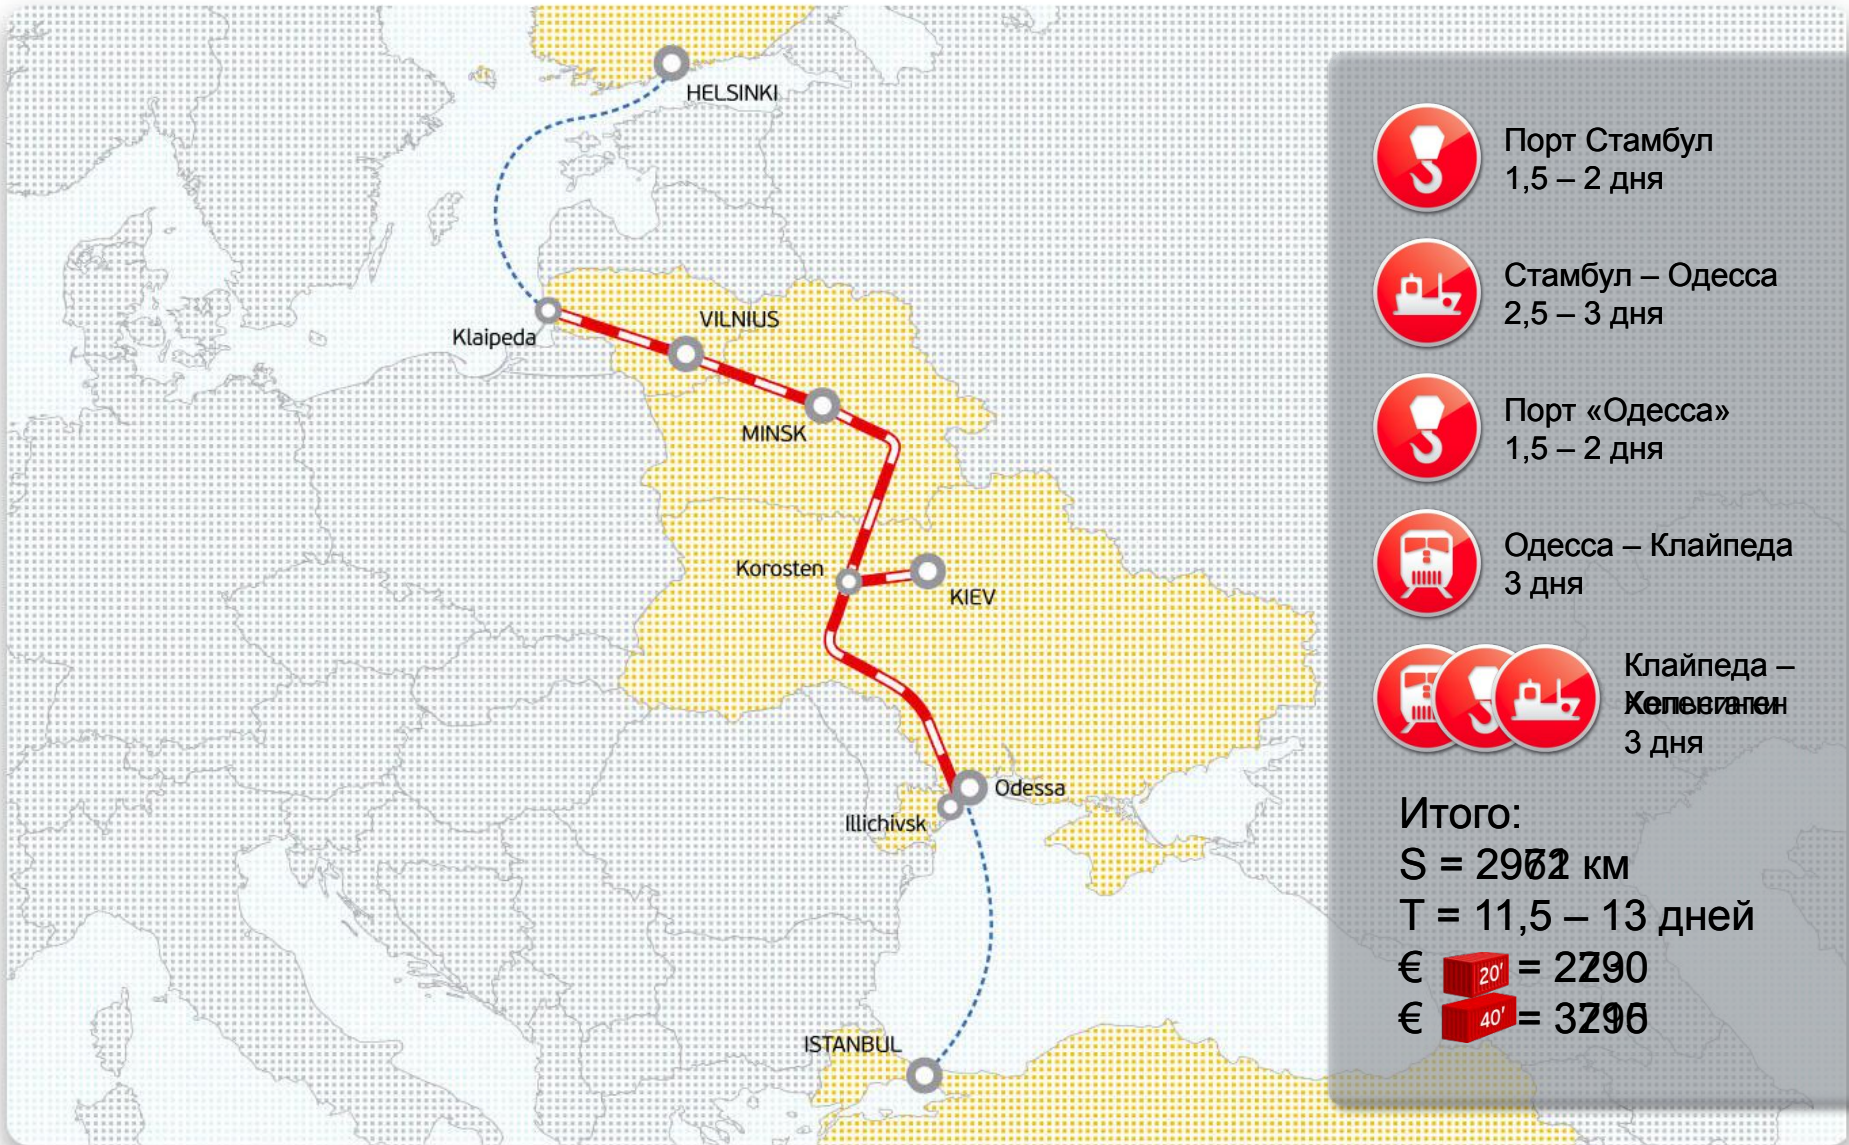 HELSINKI
VILNIUS
Klaipeda
MINSK
Korosten
KIEV
Odessa
Illichivsk
ISTANBUL
Порт Стамбул
1,5 – 2 дня
Стамбул – Одесса
2,5 – 3 дня
Порт «Одесса»
1,5 – 2 дня
Одесса – Клайпеда
3 дня
Клайпеда –
3 дня
Итого:
S = км
T = 11,5 – 13 дней
€ 20' =
€ 40' =